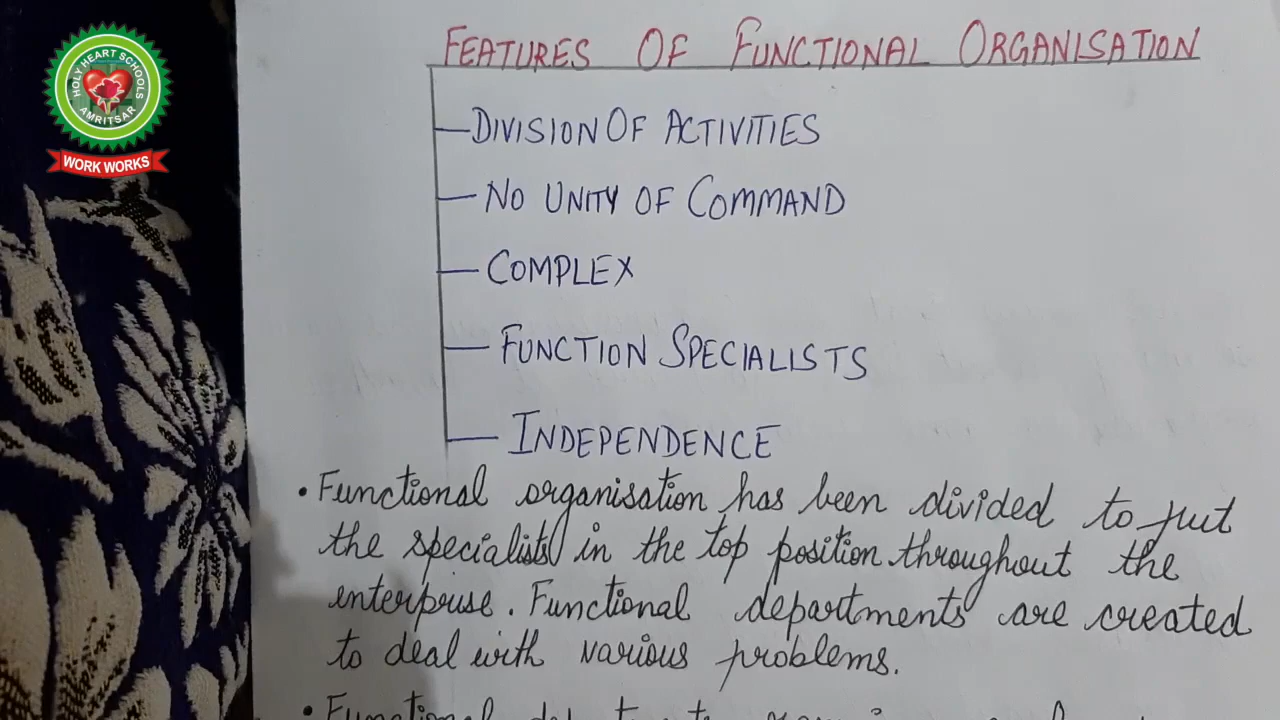 HOLY HEART SCHOOLS
AMRITSAR
WORK WORKS
FEATURES OF FUNCTIONAL ORGANISATION
DIVISION OF ACTIVITIES
NO UNITY OF COMMAND
COMPLEX
FUNCTION SPECIALISTS
INDEPENDENCE
• Functional organisation has been divided to put
the specialists in the top position throughout the
enterprise. Functional departments are created
to deal with various problems.
• Functional